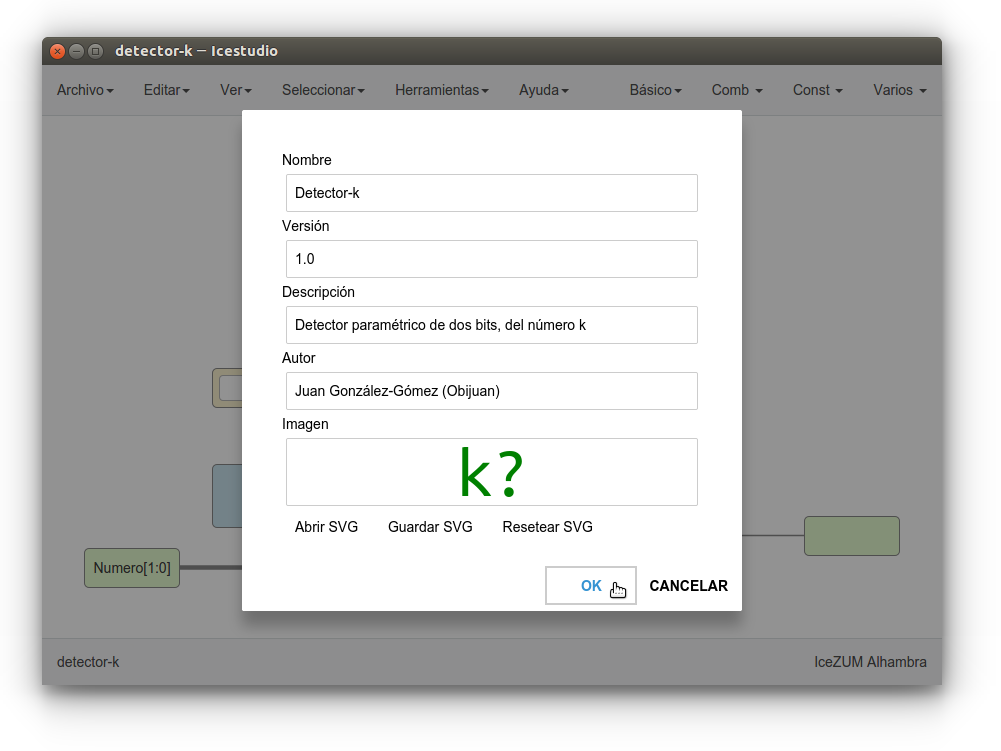 detector-k – Icestudio
Archivo Editar Ver Seleccionar Herramientas Ayuda Básico Comb Const Varios
Nombre
Detector-k
Versión
1.0
Descripción
Detector paramétrico de dos bits, del número k
Autor
Juan González-Gómez (Obijuan)
Imagen
k?
Abrir SVG Guardar SVG Resetear SVG
Numero[1:0]
OK CANCELAR
detector-k IceZUM Alhambra